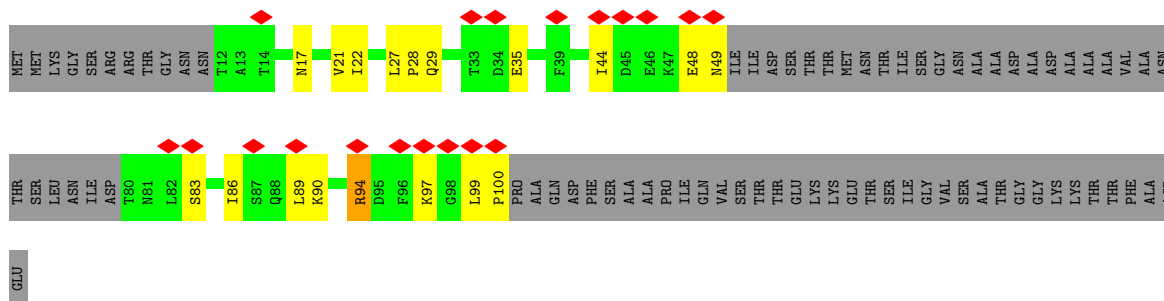 MET MET LYS GLY SER ARG ARG THR GLY ASN ASN T12 A13 T14 N17 V21 I22 L27 P28 Q29 T33 D34 E35 F39 I44 D45 E46 K47 E48 N49 ILE ILE ASP SER THR THR MET ASN THR ILE SER GLY ASN ALA ALA ASP ALA ASP ALA ALA ALA VAL ALA ASN
THR SER LEU ASN ILE ASP T80 N81 L82 S83 I86 S87 Q88 L89 K90 R94 D95 F96 K97 G98 L99 P100 PRO ALA GLN ASP PHE SER ALA ALA PRO ILE GLN VAL SER THR THR GLU LYS LYS GLU THR SER ILE GLY VAL SER ALA THR GLY GLY LYS LYS THR THR PHE ALA
GLU